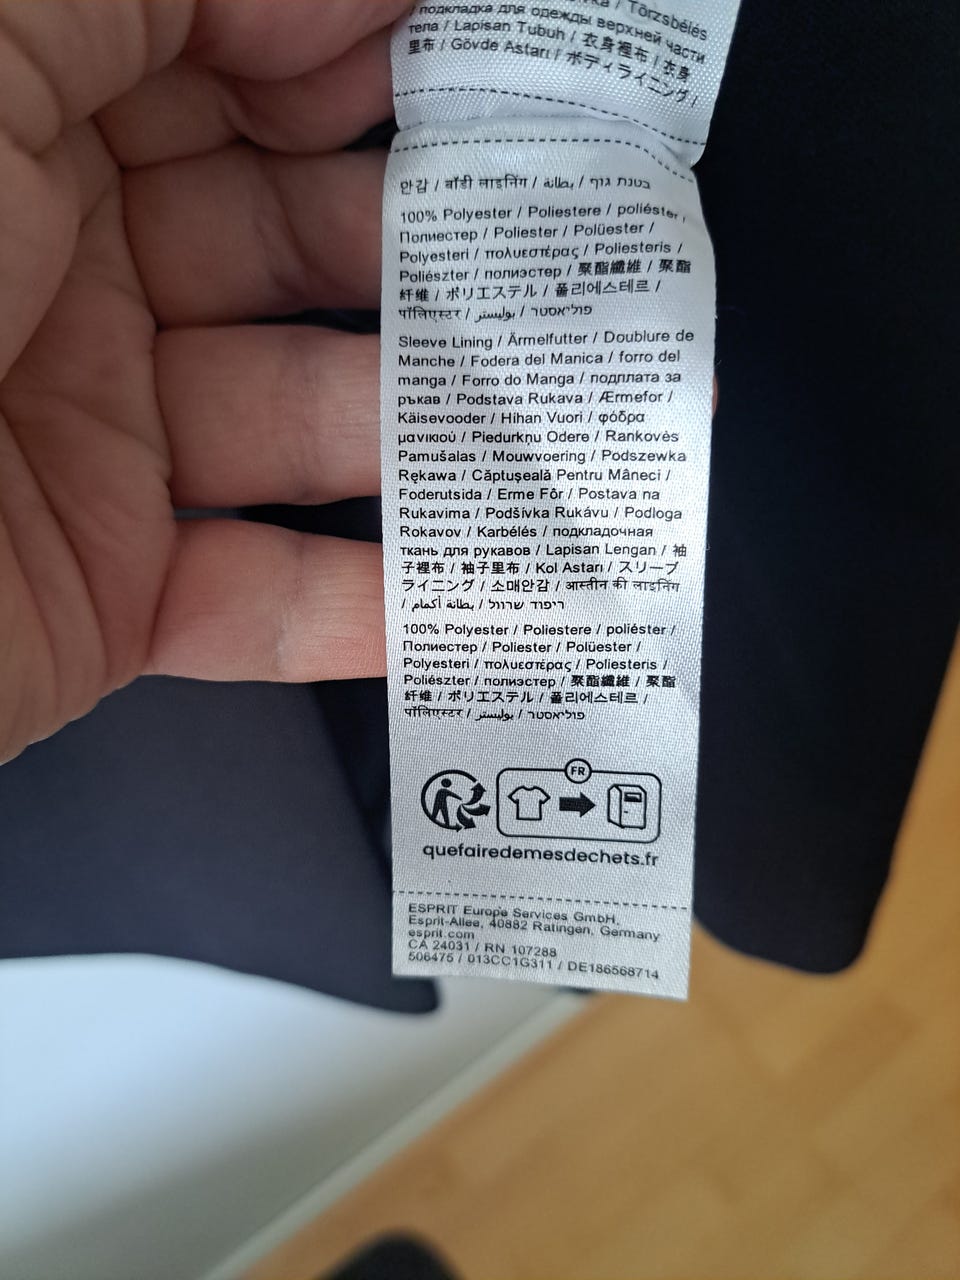 / Törzsbélés
/ подкладка для одежды верхней части
тела / Lapisan Tubuh / 衣身裡布 / 衣身
里布 / Gövde Astarı / ボディライニング /
안감 / बॉडी लाइनिंग / بطانة / בטנת גוף
100% Polyester / Poliestere / poliéster /
Полиестер / Poliester / Polüester /
Polyesteri / πολυεστέρας / Poliesteris /
Poliészter / полиэстер / 聚酯纖維 / 聚酯
纤维 / ポリエステル / 폴리에스테르 /
पॉलिएस्टर / بوليستر / פוליאסטר
Sleeve Lining / Ärmelfutter / Doublure de
Manche / Fodera del Manica / forro del
manga / Forro do Manga / подплата за
ръкав / Podstava Rukava / Ærmefor /
Käisevooder / Hihan Vuori / φόδρα
μανικιού / Piedurkņu Odere / Rankovės
Pamušalas / Mouwvoering / Podszewka
Rękawa / Căptușeală Pentru Mâneci /
Foderutsida / Erme Fôr / Postava na
Rukavima / Podšívka Rukávu / Podloga
Rokavov / Karbélés / подкладочная
ткань для рукавов / Lapisan Lengan / 袖
子裡布 / 袖子里布 / Kol Astarı / スリーブ
ライニング / 소매안감 / आस्तीन की लाइनिंग
/ بطانة أكمام / ריפוד שרוול
100% Polyester / Poliestere / poliéster /
Полиестер / Poliester / Polüester /
Polyesteri / πολυεστέρας / Poliesteris /
Poliészter / полиэстер / 聚酯纖維 / 聚酯
纤维 / ポリエステル / 폴리에스테르 /
पॉलिएस्टर / بوليستر / פוליאסטר
FR
quefairedemesdechets.fr
ESPRIT Europe Services GmbH,
Esprit-Allee, 40882 Ratingen, Germany
esprit.com
CA 24031 / RN 107288
506475 / 013CC1G311 / DE186568714